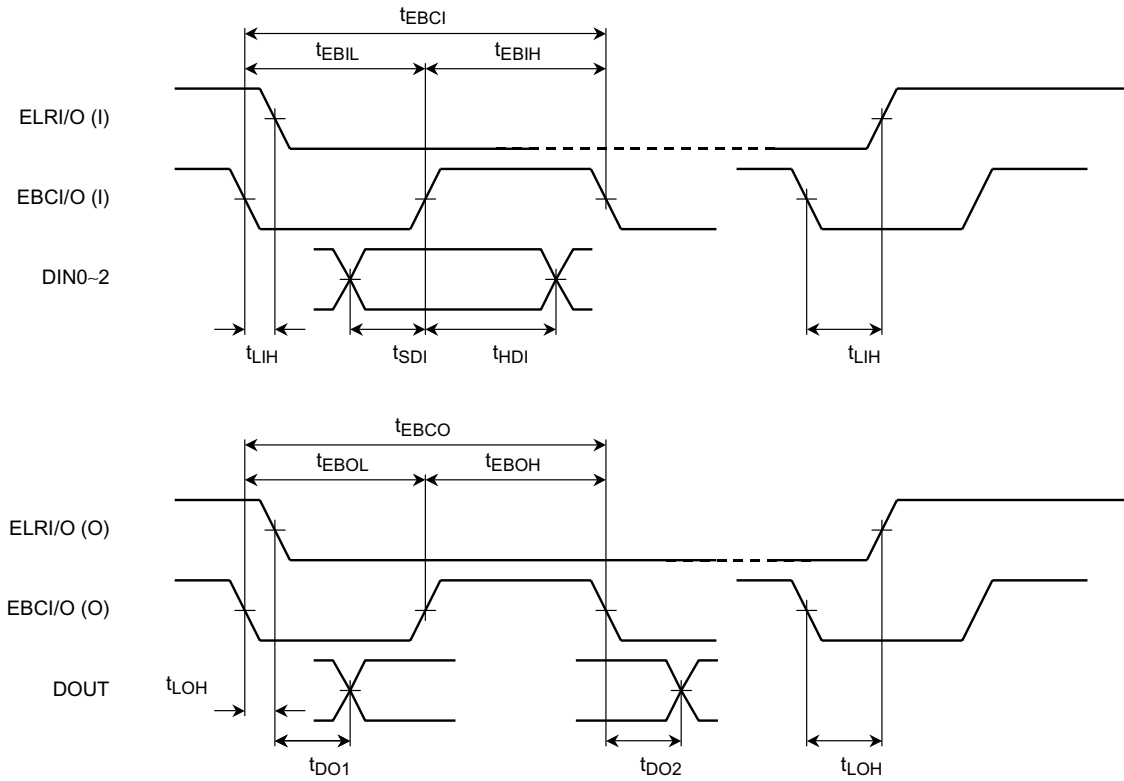 tEBCI
tEBIL tEBIH
ELRI/O (I)
EBCI/O (I)
DIN0~2
tLIH tSDI tHDI tLIH
tEBCO
tEBOL tEBOH
ELRI/O (O)
EBCI/O (O)
DOUT
tLOH
tDO1 tDO2 tLOH